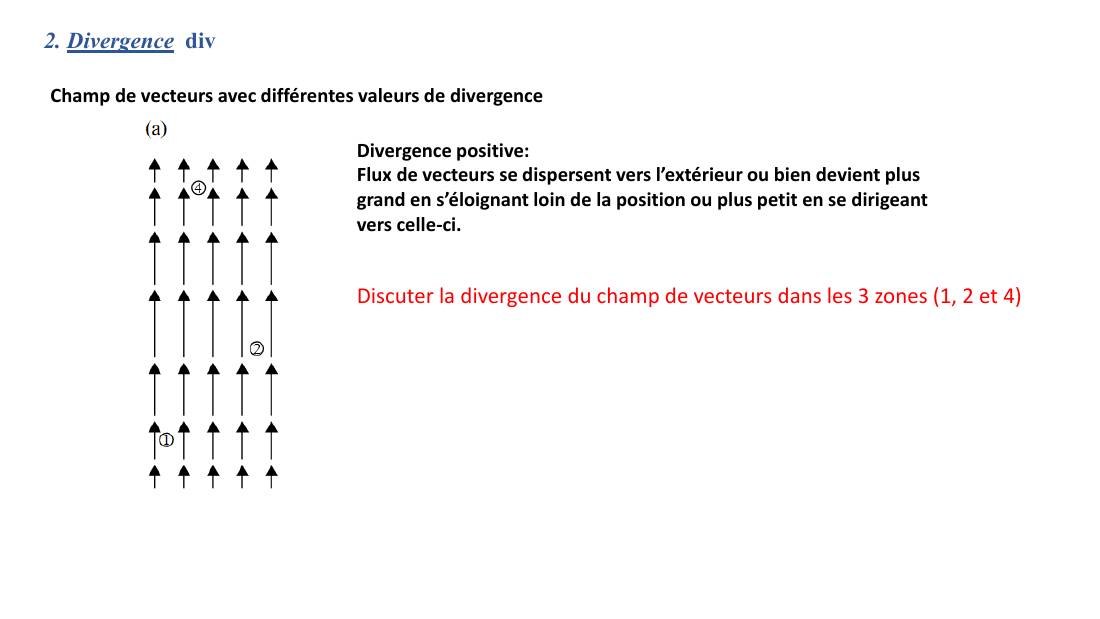 2. Divergence div
Champ de vecteurs avec différentes valeurs de divergence
(a)
Divergence positive:
Flux de vecteurs se dispersent vers l’extérieur ou bien devient plus
grand en s’éloignant loin de la position ou plus petit en se dirigeant
vers celle-ci.
④
Discuter la divergence du champ de vecteurs dans les 3 zones (1, 2 et 4)
②
①